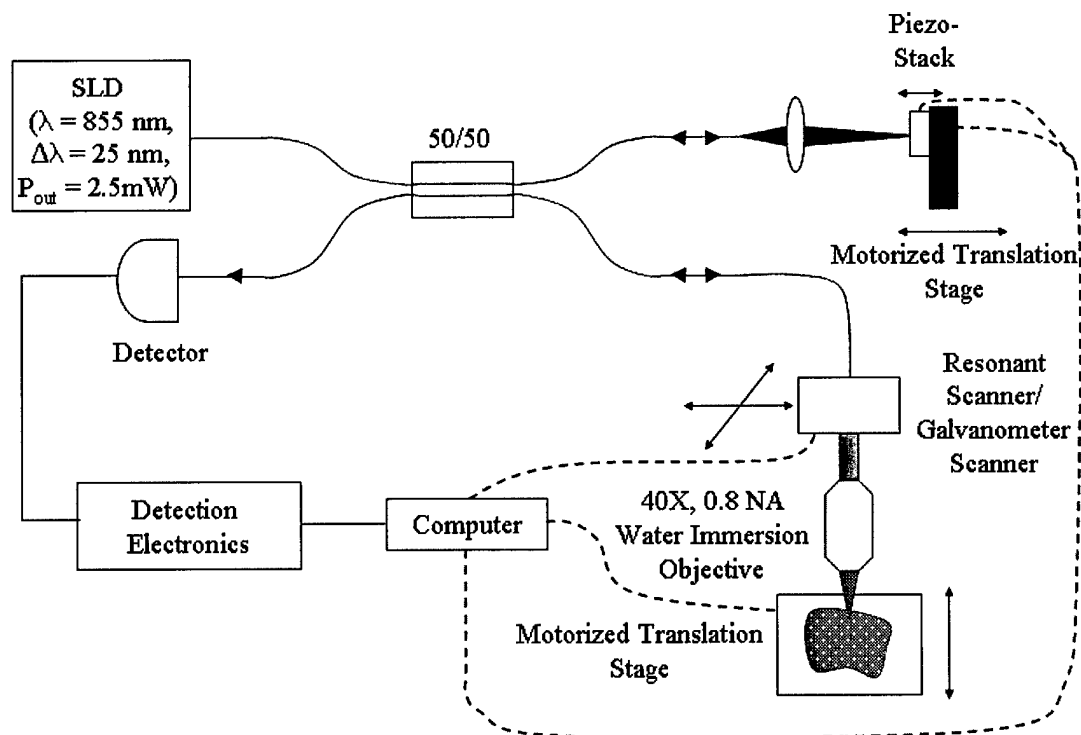 Piezo-
Stack
SLD
(λ = 855 nm,
Δλ = 25 nm,
P_out = 2.5mW)
50/50
Motorized Translation
Stage
Detector
Resonant
Scanner/
Galvanometer
Scanner
40X, 0.8 NA
Water Immersion
Objective
Detection
Electronics
Computer
Motorized Translation
Stage